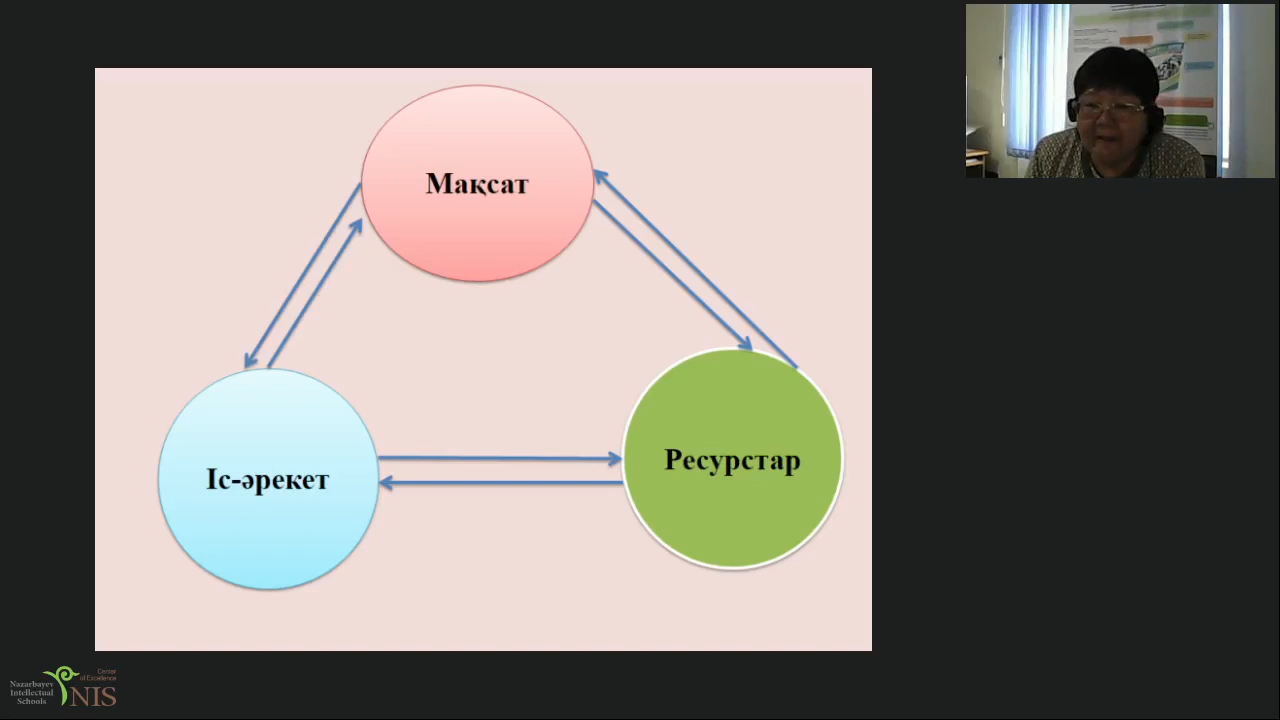 Мақсат
Іс-әрекет
Ресурстар
Nazarbayev
Intellectual
Schools
Center
of Excellence
NIS